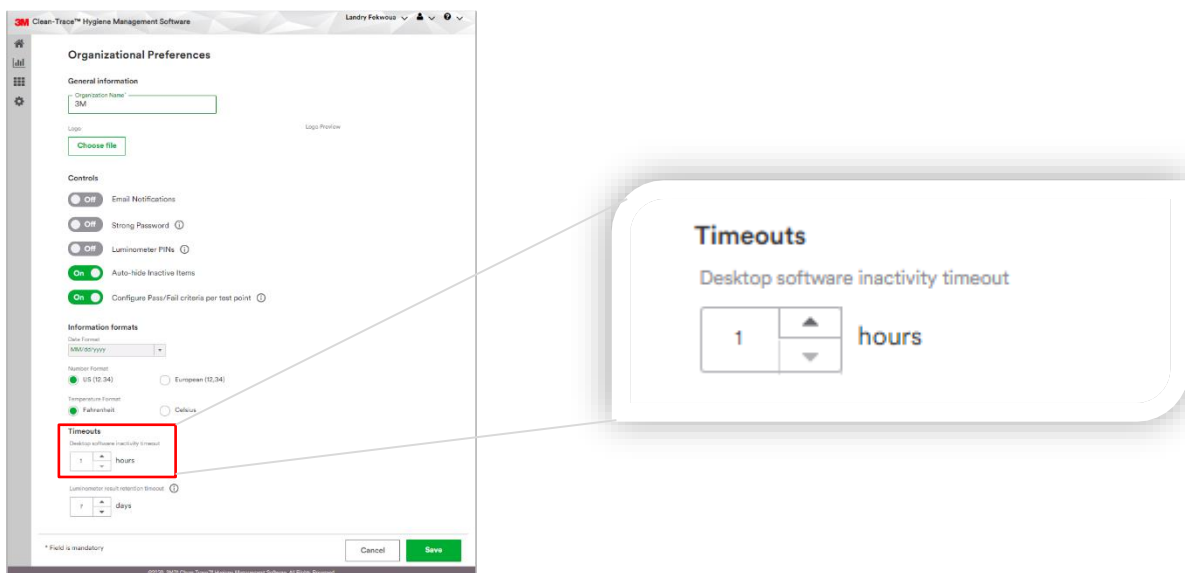 3M Clean-Trace™ Hygiene Management Software
Landry Fokwoua
Organizational Preferences
General information
Organization Name*
3M
Logo
Logo Preview
Choose file
Controls
Off Email Notifications
Off Strong Password
Off Luminometer PINs
On Auto-hide Inactive Items
On Configure Pass/Fail criteria per test point
Information formats
Date Format
MM/dd/yyyy
Number Format
US (12.34) European (12,34)
Temperature Format
Fahrenheit Celsius
Timeouts
Desktop software inactivity timeout
1 hours
Luminometer result retention timeout
7 days
* Field is mandatory
Cancel Save
Timeouts
Desktop software inactivity timeout
1 hours